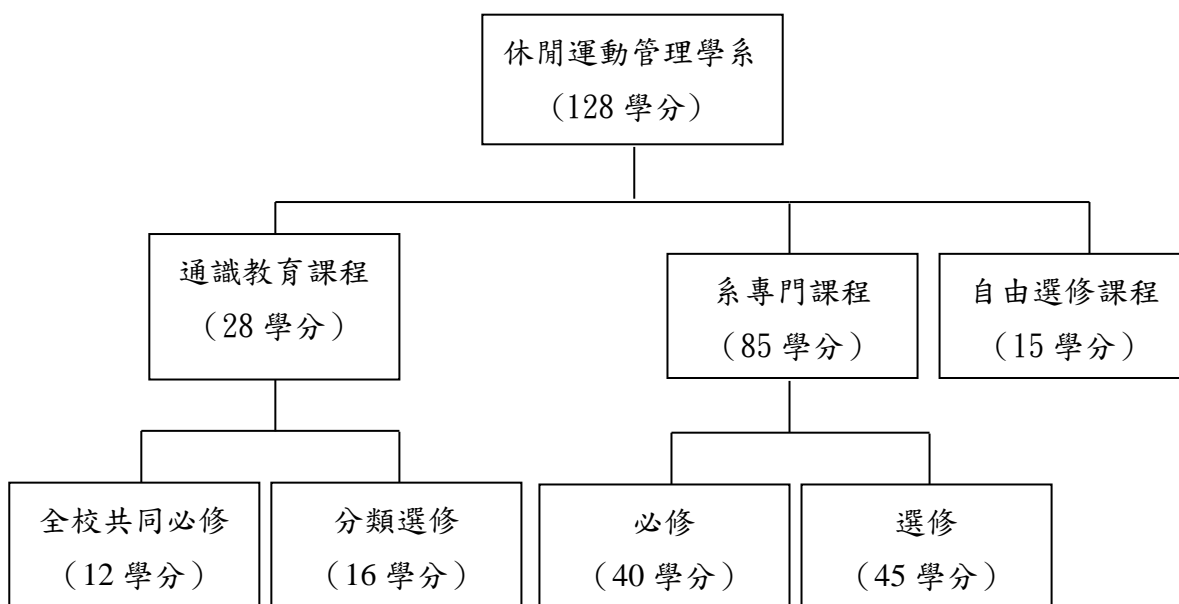 休閒運動管理學系
（128 學分）
通識教育課程
（28 學分）
系專門課程
（85 學分）
自由選修課程
（15 學分）
全校共同必修
（12 學分）
分類選修
（16 學分）
必修
（40 學分）
選修
（45 學分）